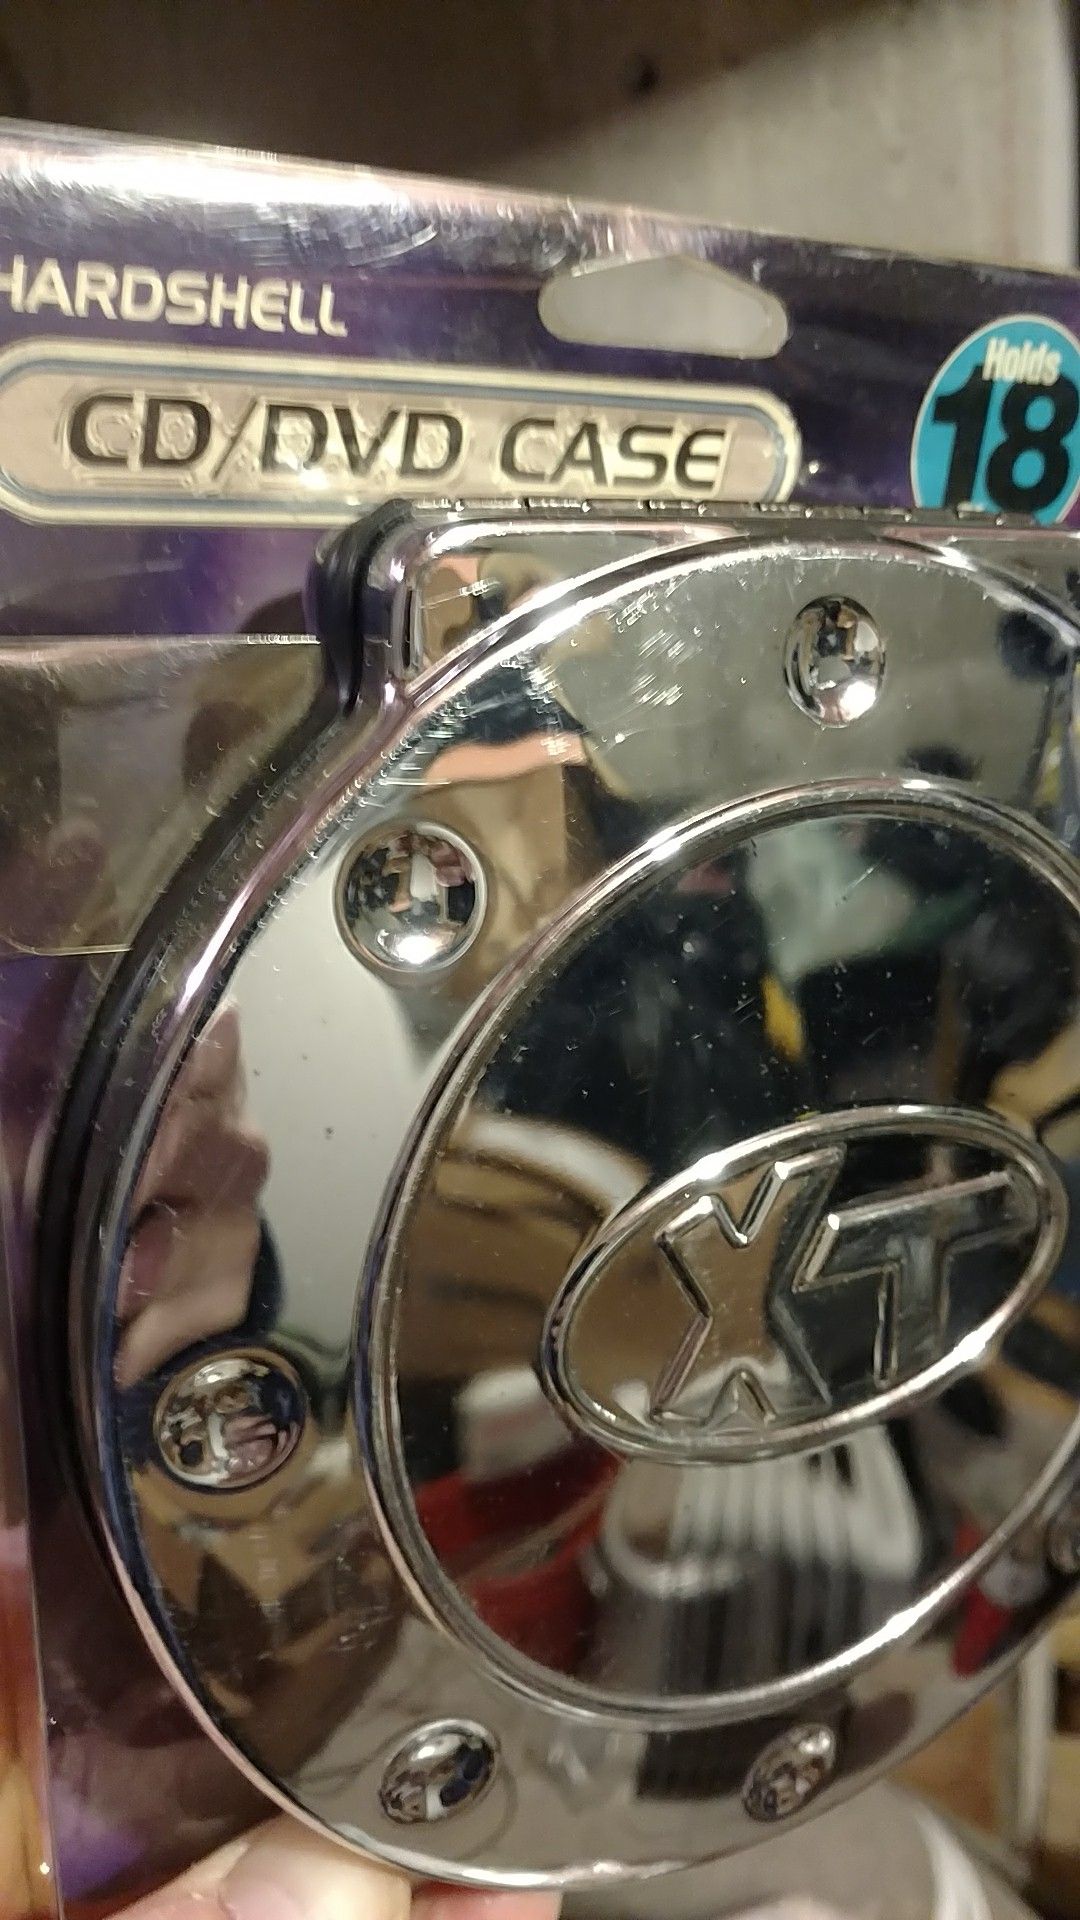 HARDSHELL
CD/DVD CASE
Holds
18
XT